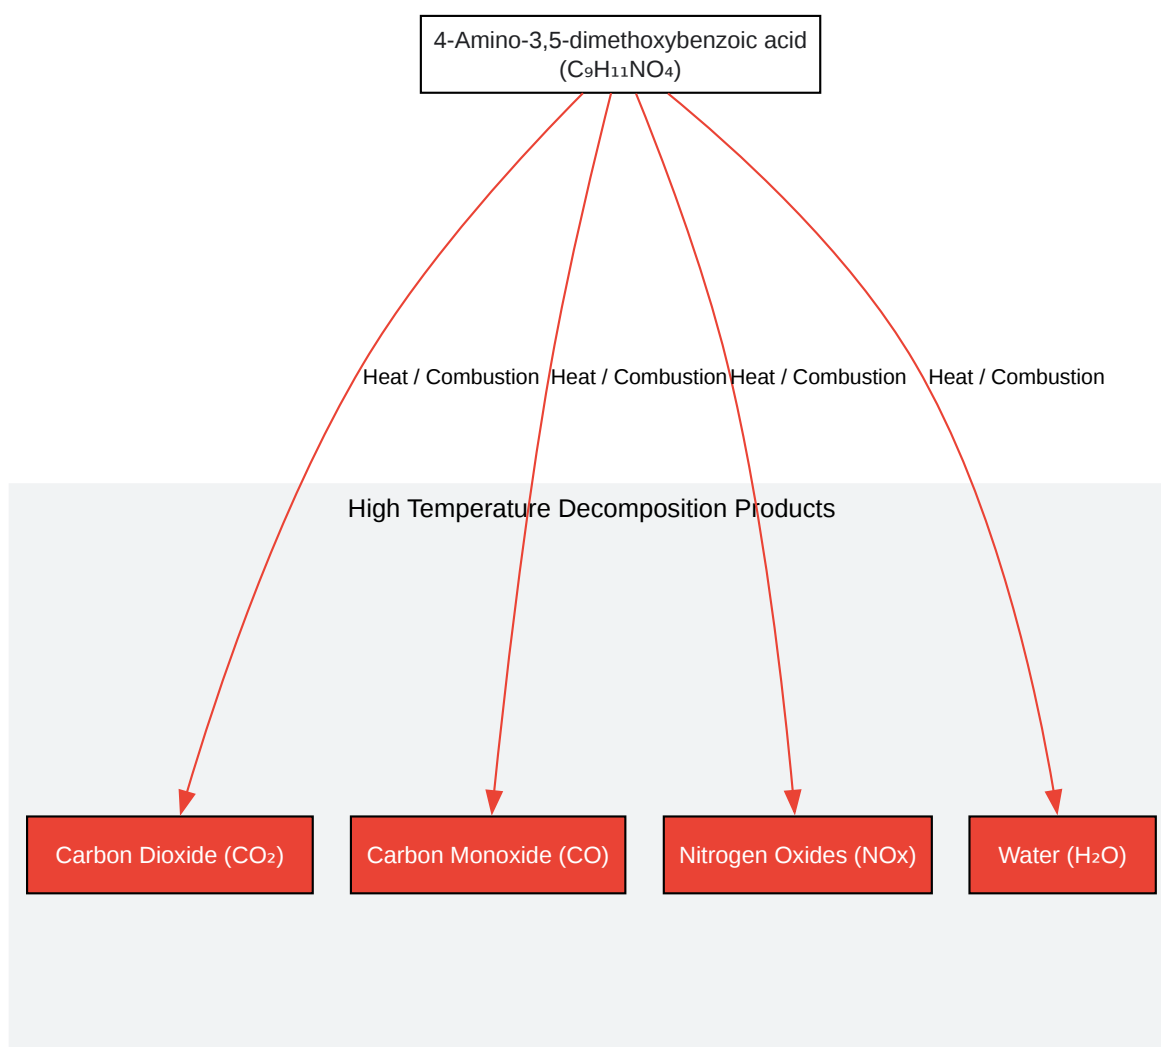 4-Amino-3,5-dimethoxybenzoic acid
(C₉H₁₁NO₄)
Heat / Combustion
Heat / Combustion
Heat / Combustion
Heat / Combustion
High Temperature Decomposition Products
Carbon Dioxide (CO₂)
Carbon Monoxide (CO)
Nitrogen Oxides (NOx)
Water (H₂O)